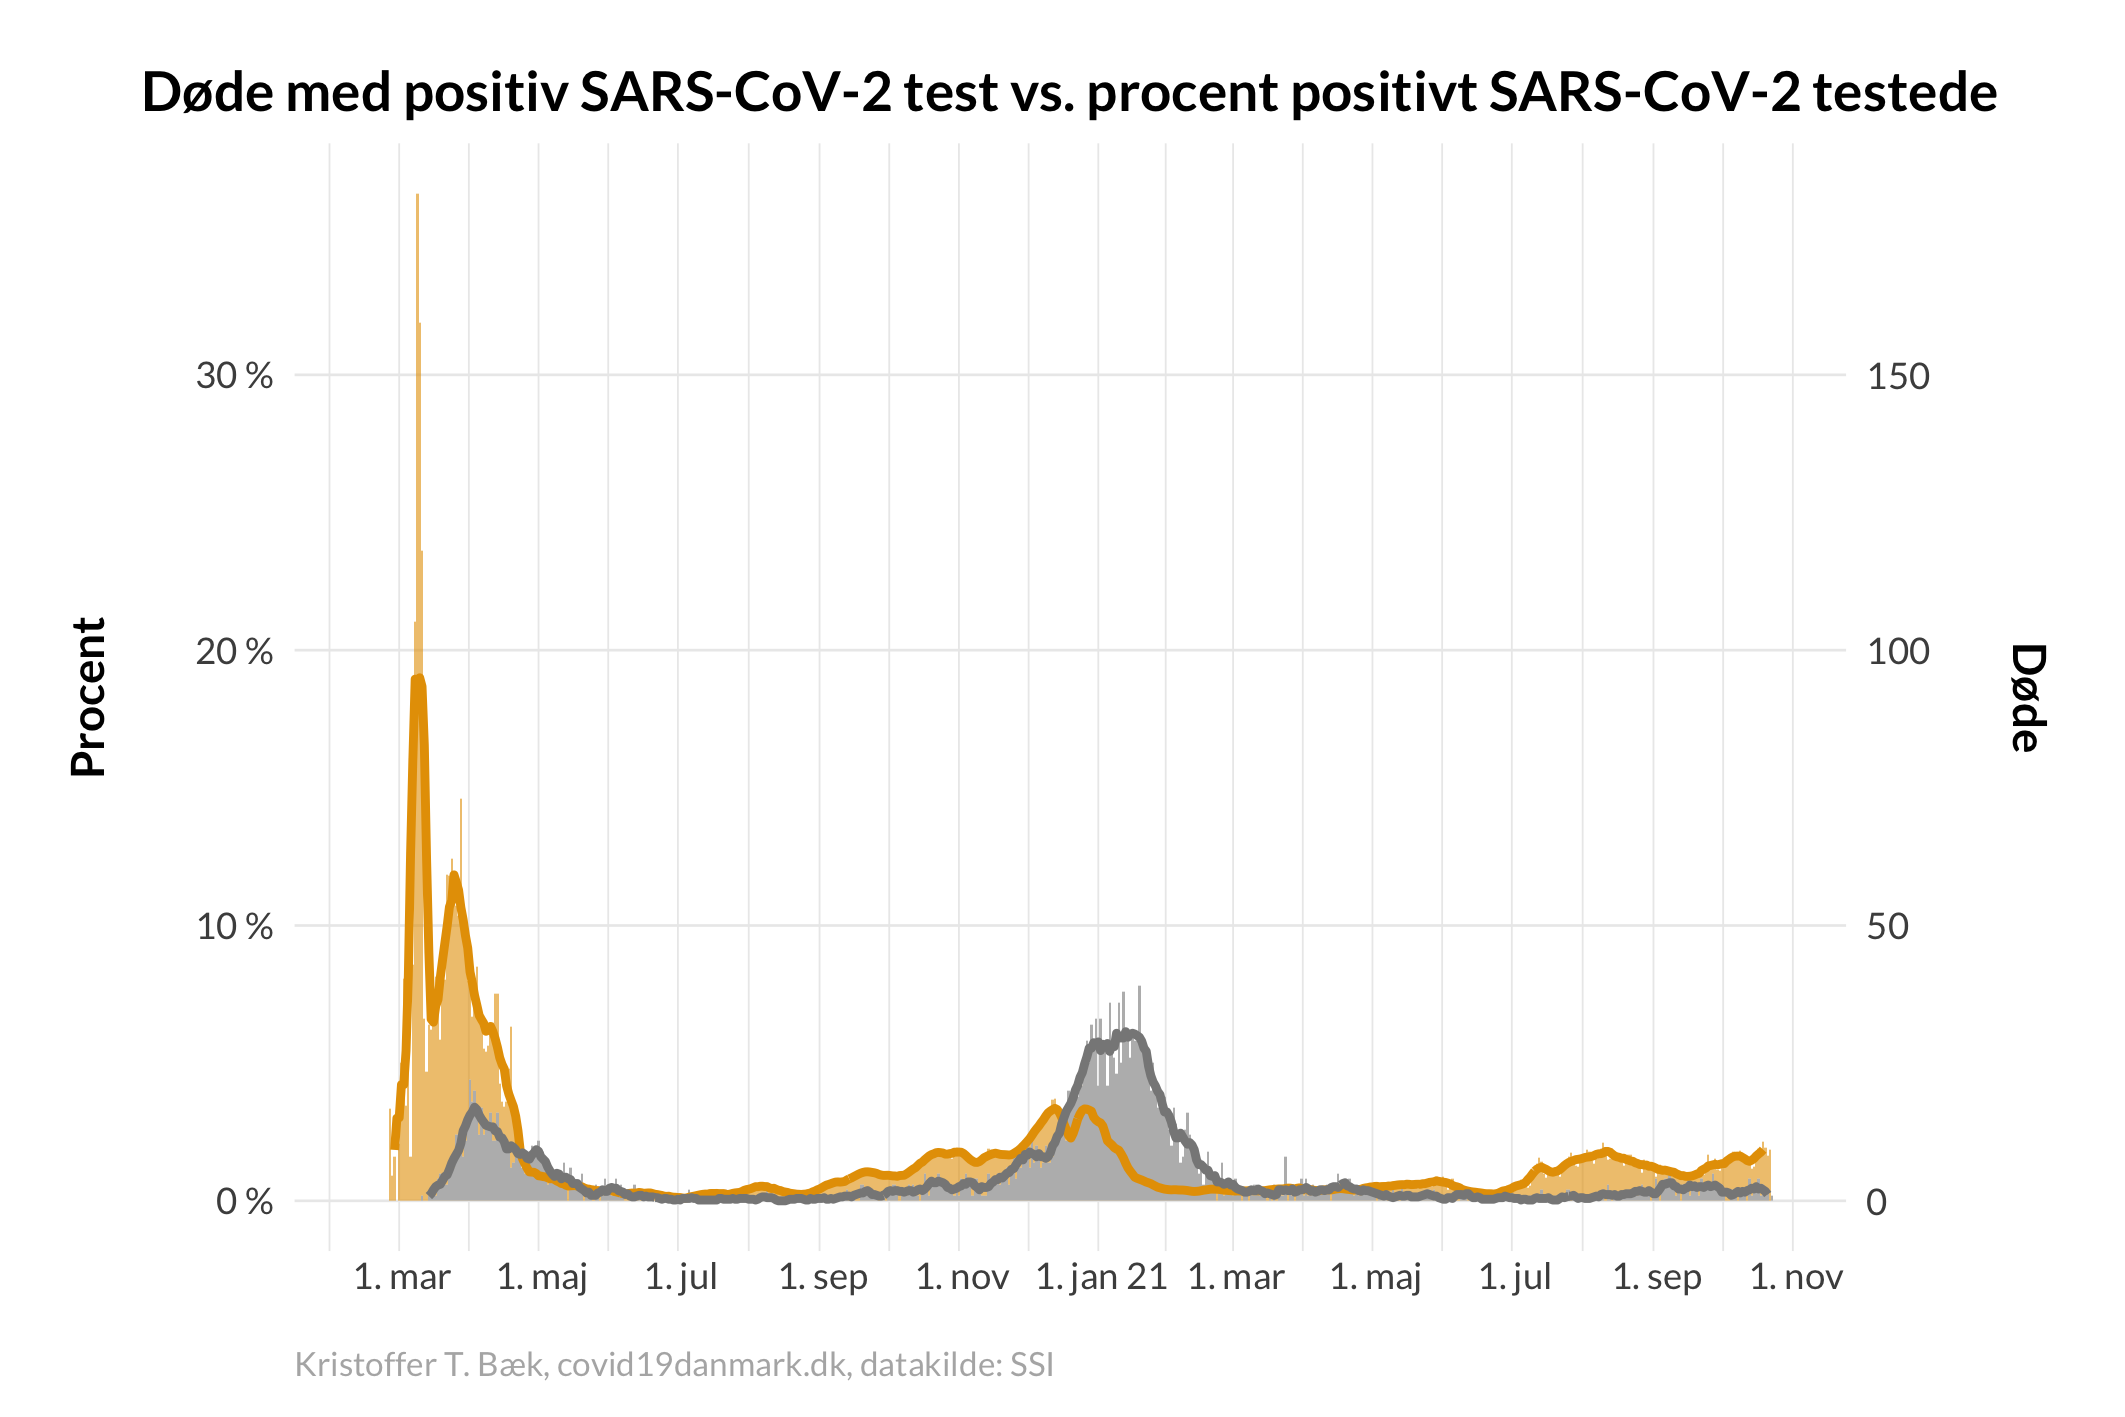 Døde med positiv SARS-CoV-2 test vs. procent positivt SARS-CoV-2 testede
Procent
30 %
20 %
10 %
0 %
150
100
50
0
Døde
1. mar 1. maj 1. jul 1. sep 1. nov 1. jan 21 1. mar 1. maj 1. jul 1. sep 1. nov
Kristoffer T. Bæk, covid19danmark.dk, datakilde: SSI